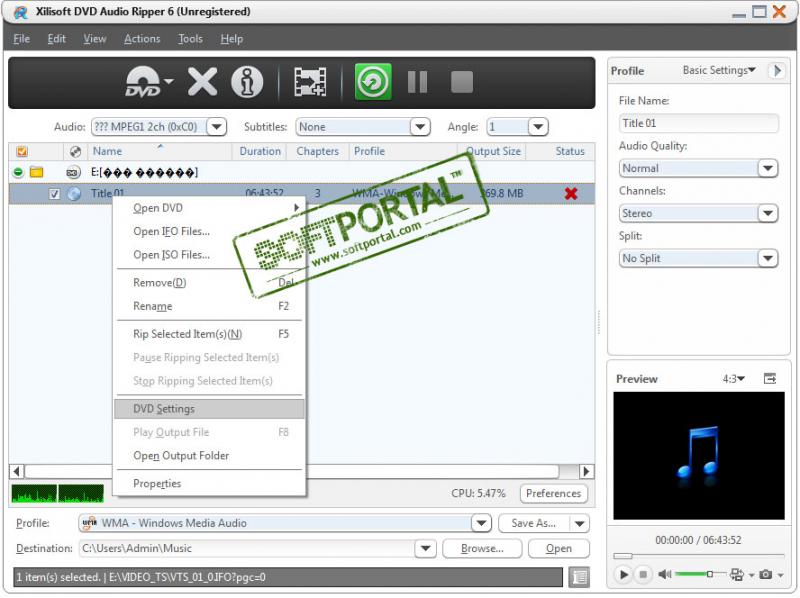 Xilisoft DVD Audio Ripper 6 (Unregistered)
File Edit View Actions Tools Help
DVD
Audio: ??? MPEG1 2ch (0xC0) Subtitles: None Angle: 1
Name Duration Chapters Profile Output Size Status
E:[��� ������]
Title 01 06:43:52 3 WMA-Windows Me 369.8 MB
Open DVD
Open IFO Files...
Open ISO Files...
Remove(D) Del
Rename F2
Rip Selected Item(s)(N) F5
Pause Ripping Selected Item(s)
Stop Ripping Selected Item(s)
DVD Settings
Play Output File F8
Open Output Folder
Properties
SOFTPORTAL™
www.softportal.com
CPU: 5.47% Preferences
Profile: WMA - Windows Media Audio Save As...
Destination: C:\Users\Admin\Music Browse... Open
1 item(s) selected. | E:\VIDEO_TS\VTS_01_0.IFO?pgc=0
Profile Basic Settings
File Name:
Title 01
Audio Quality:
Normal
Channels:
Stereo
Split:
No Split
Preview 4:3
00:00:00 / 06:43:52